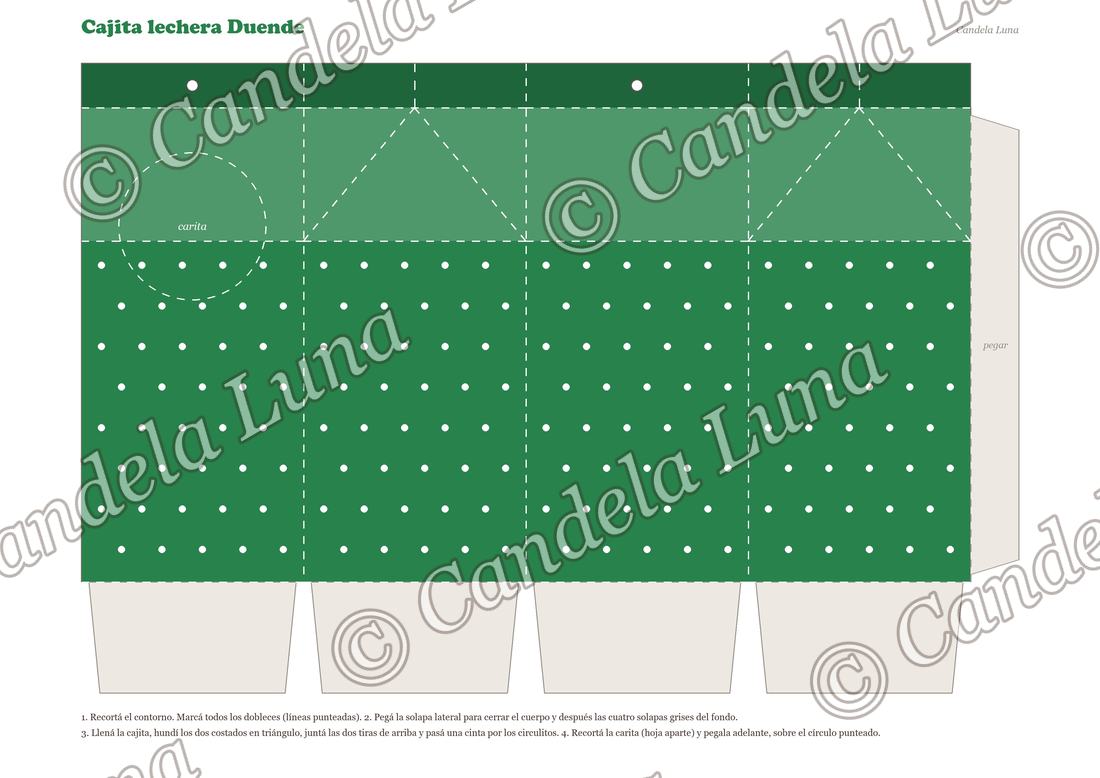 Cajita lechera Duende
Candela Luna
© Candela Luna
© Candela Luna
carita
©
pegar
Candela Luna
© Candela Luna
© Candela
1. Recortá el contorno. Marcá todos los dobleces (líneas punteadas). 2. Pegá la solapa lateral para cerrar el cuerpo y después las cuatro solapas grises del fondo.
3. Llená la cajita, hundí los dos costados en triángulo, juntá las dos tiras de arriba y pasá una cinta por los circulitos. 4. Recortá la carita (hoja aparte) y pegala adelante, sobre el círculo punteado.